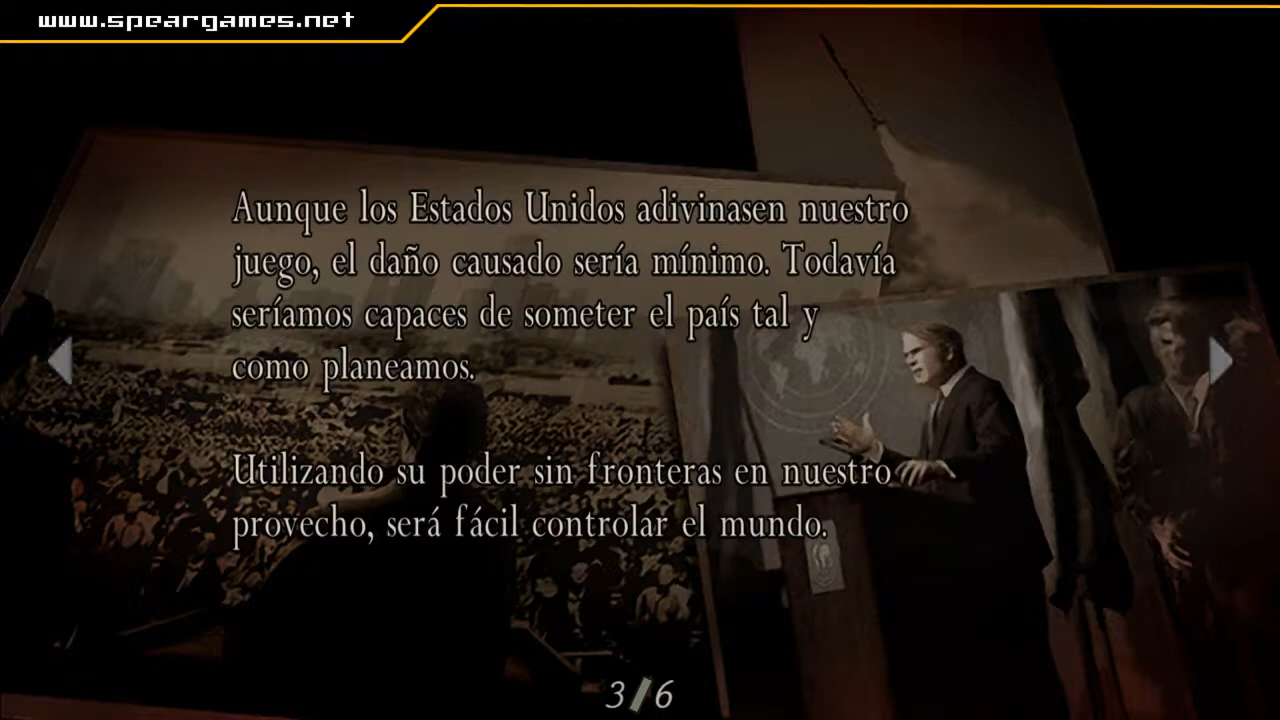 www.speargames.net
Aunque los Estados Unidos adivinasen nuestro
juego, el daño causado sería mínimo. Todavía
seríamos capaces de someter el país tal y
como planeamos.
Utilizando su poder sin fronteras en nuestro
provecho, será fácil controlar el mundo.
3/6